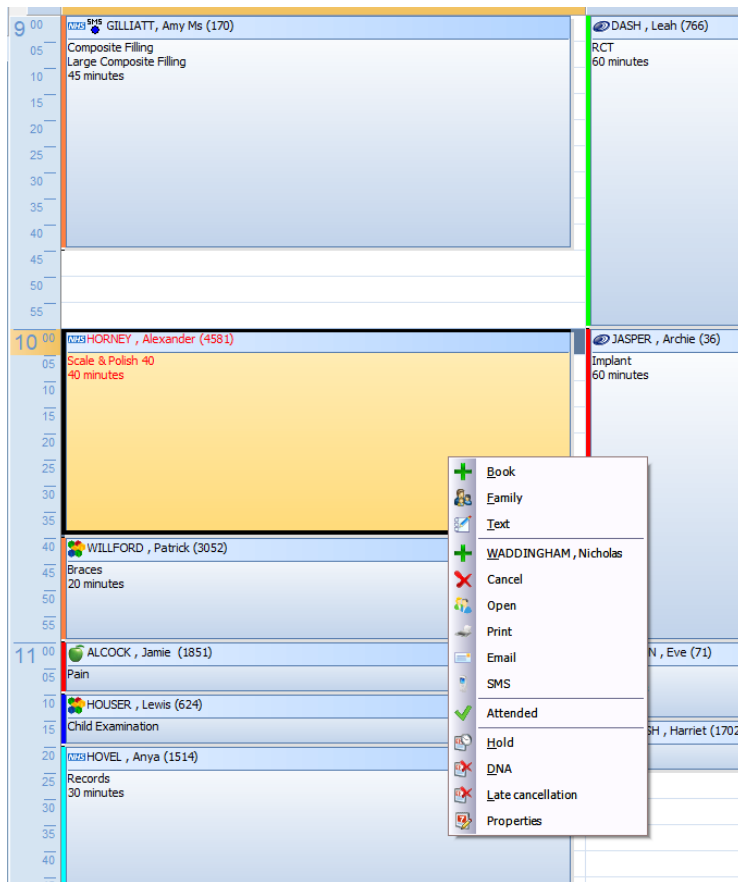 9 00
05
10
15
20
25
30
35
40
45
50
55
10 00
05
10
15
20
25
30
35
40
45
50
55
11 00
05
10
15
20
25
30
35
40
NHS SMS GILLIATT, Amy Ms (170)
Composite Filling
Large Composite Filling
45 minutes
NHS HORNEY , Alexander (4581)
Scale & Polish 40
40 minutes
WILLFORD , Patrick (3052)
Braces
20 minutes
ALCOCK , Jamie (1851)
Pain
HOUSER , Lewis (624)
Child Examination
NHS HOVEL , Anya (1514)
Records
30 minutes
DASH , Leah (766)
RCT
60 minutes
JASPER , Archie (36)
Implant
60 minutes
N , Eve (71)
SH , Harriet (1702
Book
Family
Text
WADDINGHAM , Nicholas
Cancel
Open
Print
Email
SMS
Attended
Hold
DNA
Late cancellation
Properties